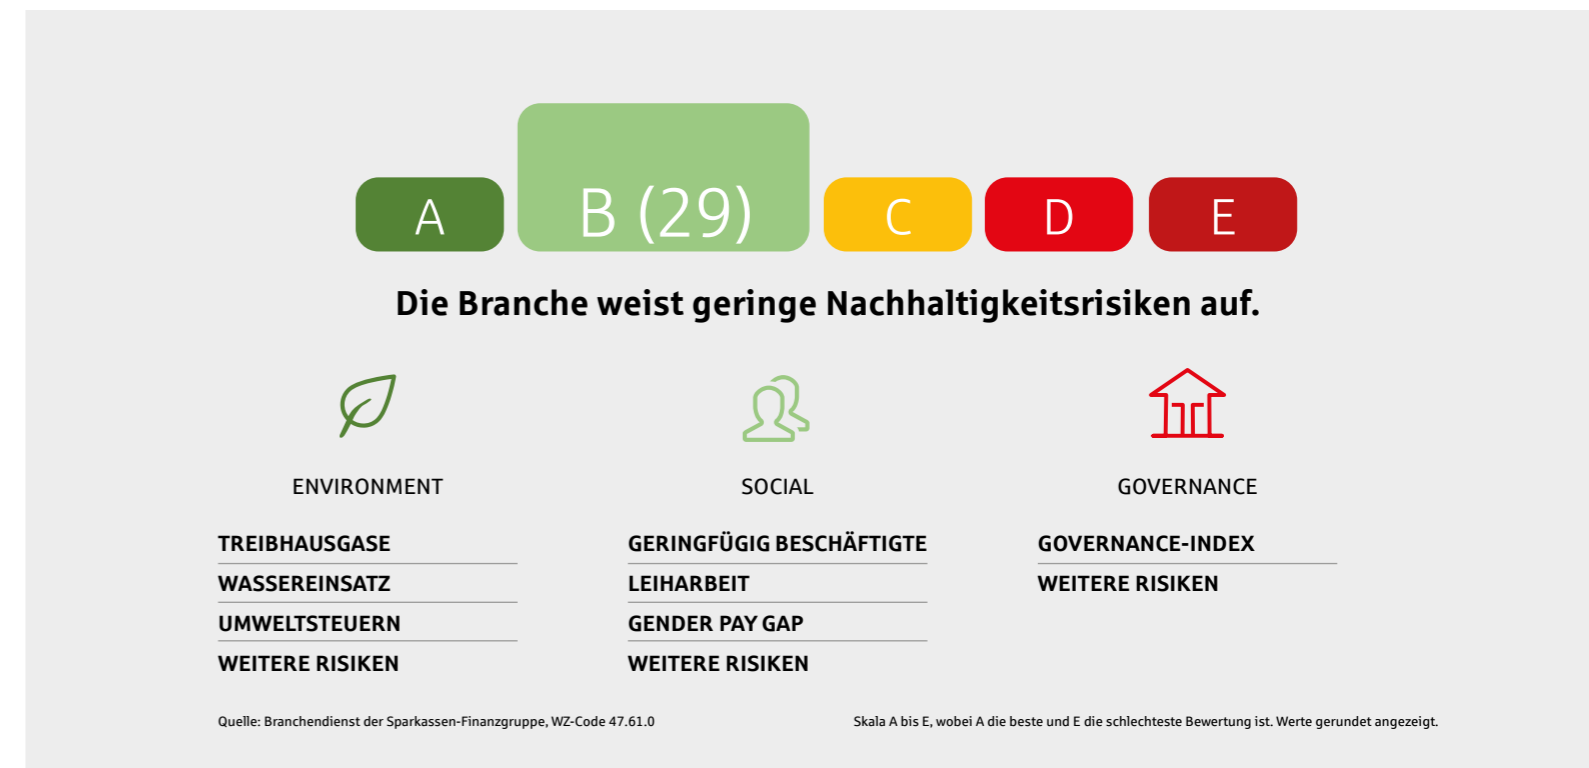 A
B (29)
C
D
E
Die Branche weist geringe Nachhaltigkeitsrisiken auf.
ENVIRONMENT
TREIBHAUSGASE
WASSEREINSATZ
UMWELTSTEUERN
WEITERE RISIKEN
SOCIAL
GERINGFÜGIG BESCHÄFTIGTE
LEIHARBEIT
GENDER PAY GAP
WEITERE RISIKEN
GOVERNANCE
GOVERNANCE-INDEX
WEITERE RISIKEN
Quelle: Branchendienst der Sparkassen-Finanzgruppe, WZ-Code 47.61.0
Skala A bis E, wobei A die beste und E die schlechteste Bewertung ist. Werte gerundet angezeigt.